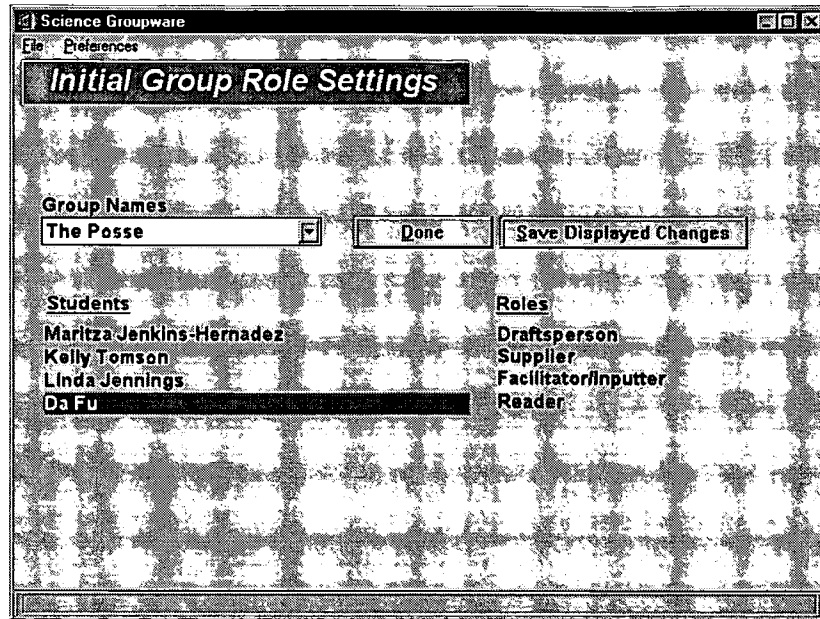 Science Groupware
File Preferences
Initial Group Role Settings
Group Names
The Posse Done Save Displayed Changes
Students Roles
Maritza Jenkins-Hernadez Draftsperson
Kelly Tomson Supplier
Linda Jennings Facilitator/Inputter
Da Fu Reader